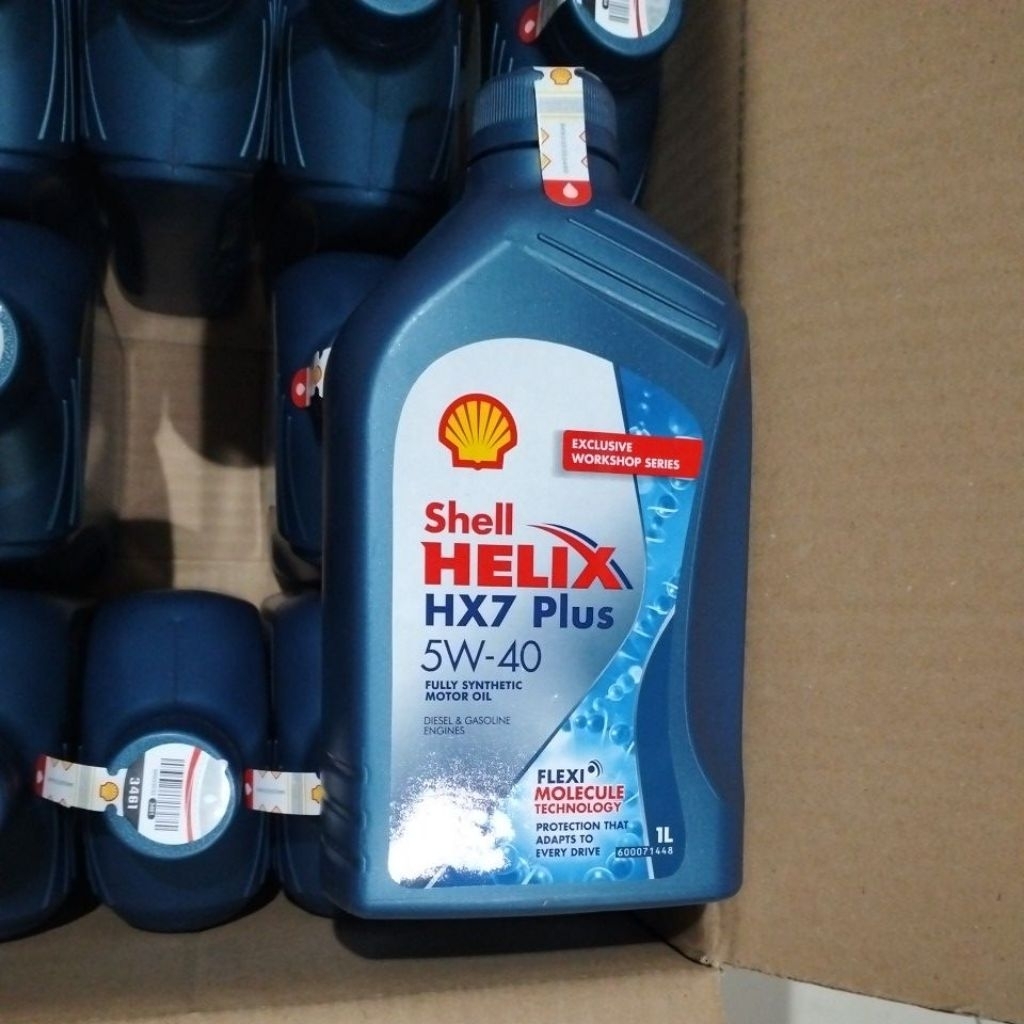 EXCLUSIVE
WORKSHOP SERIES
Shell
HELIX
HX7 Plus
5W-40
FULLY SYNTHETIC
MOTOR OIL
DIESEL & GASOLINE
ENGINES
FLEXI
MOLECULE
TECHNOLOGY
PROTECTION THAT
ADAPTS TO
EVERY DRIVE
1L
600071448
3461